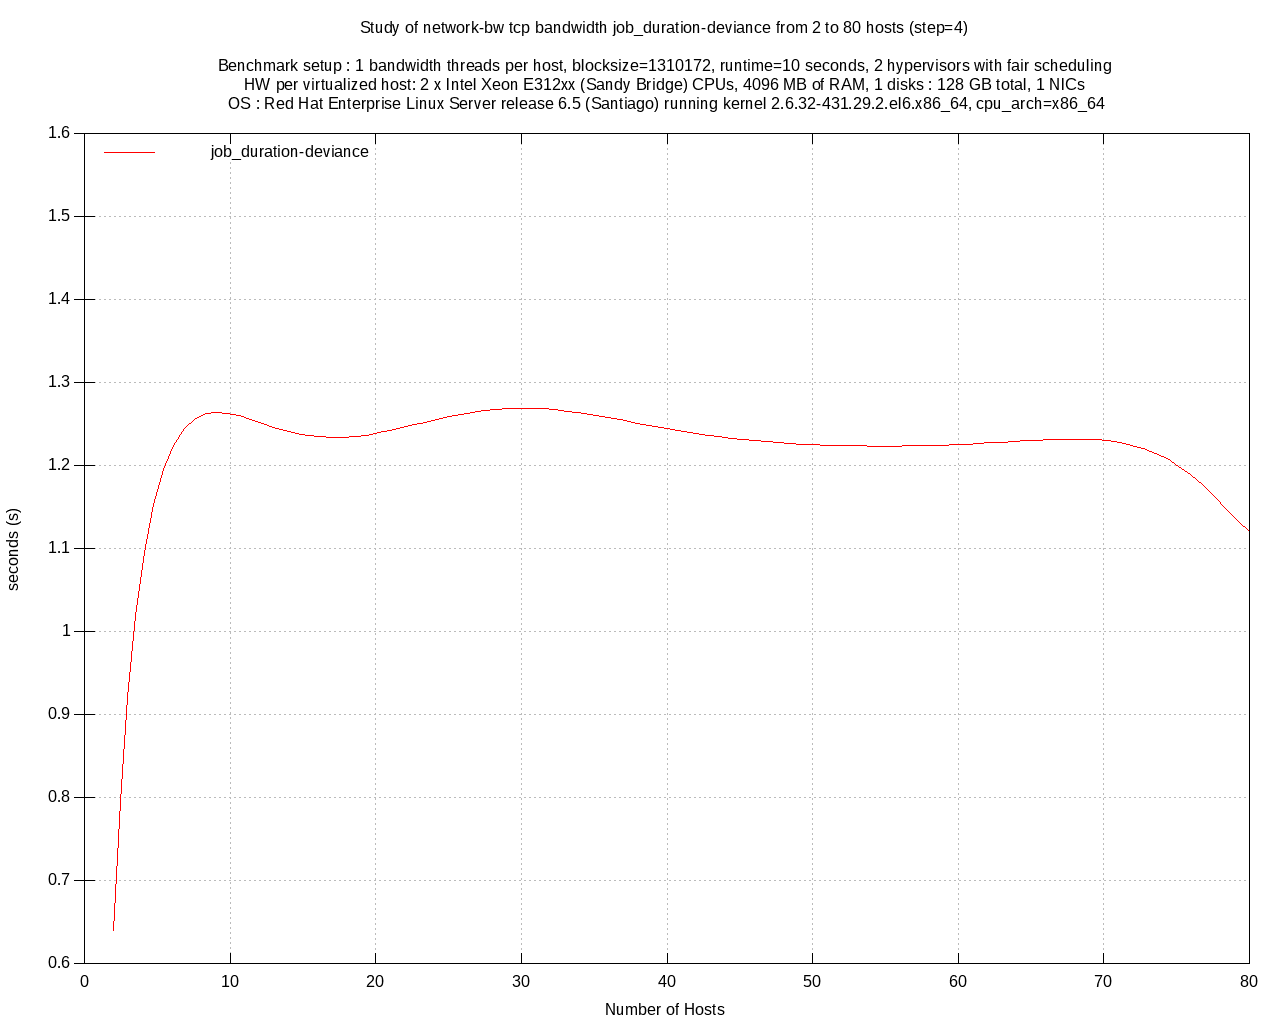 Study of network-bw tcp bandwidth job_duration-deviance from 2 to 80 hosts (step=4)
Benchmark setup : 1 bandwidth threads per host, blocksize=1310172, runtime=10 seconds, 2 hypervisors with fair scheduling
HW per virtualized host: 2 x Intel Xeon E312xx (Sandy Bridge) CPUs, 4096 MB of RAM, 1 disks : 128 GB total, 1 NICs
OS : Red Hat Enterprise Linux Server release 6.5 (Santiago) running kernel 2.6.32-431.29.2.el6.x86_64, cpu_arch=x86_64
job_duration-deviance
1.6
1.5
1.4
1.3
1.2
1.1
1
0.9
0.8
0.7
0.6
seconds (s)
0 10 20 30 40 50 60 70 80
Number of Hosts